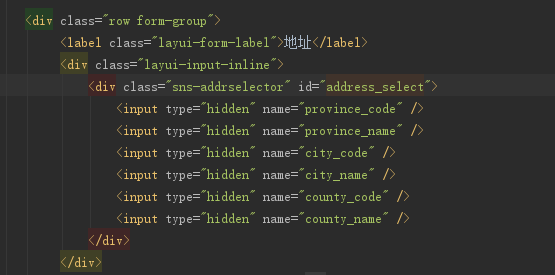 <div class="row form-group">
<label class="layui-form-label">地址</label>
<div class="layui-input-inline">
<div class="sns-addrselector" id="address_select">
<input type="hidden" name="province_code" />
<input type="hidden" name="province_name" />
<input type="hidden" name="city_code" />
<input type="hidden" name="city_name" />
<input type="hidden" name="county_code" />
<input type="hidden" name="county_name" />
</div>
</div>